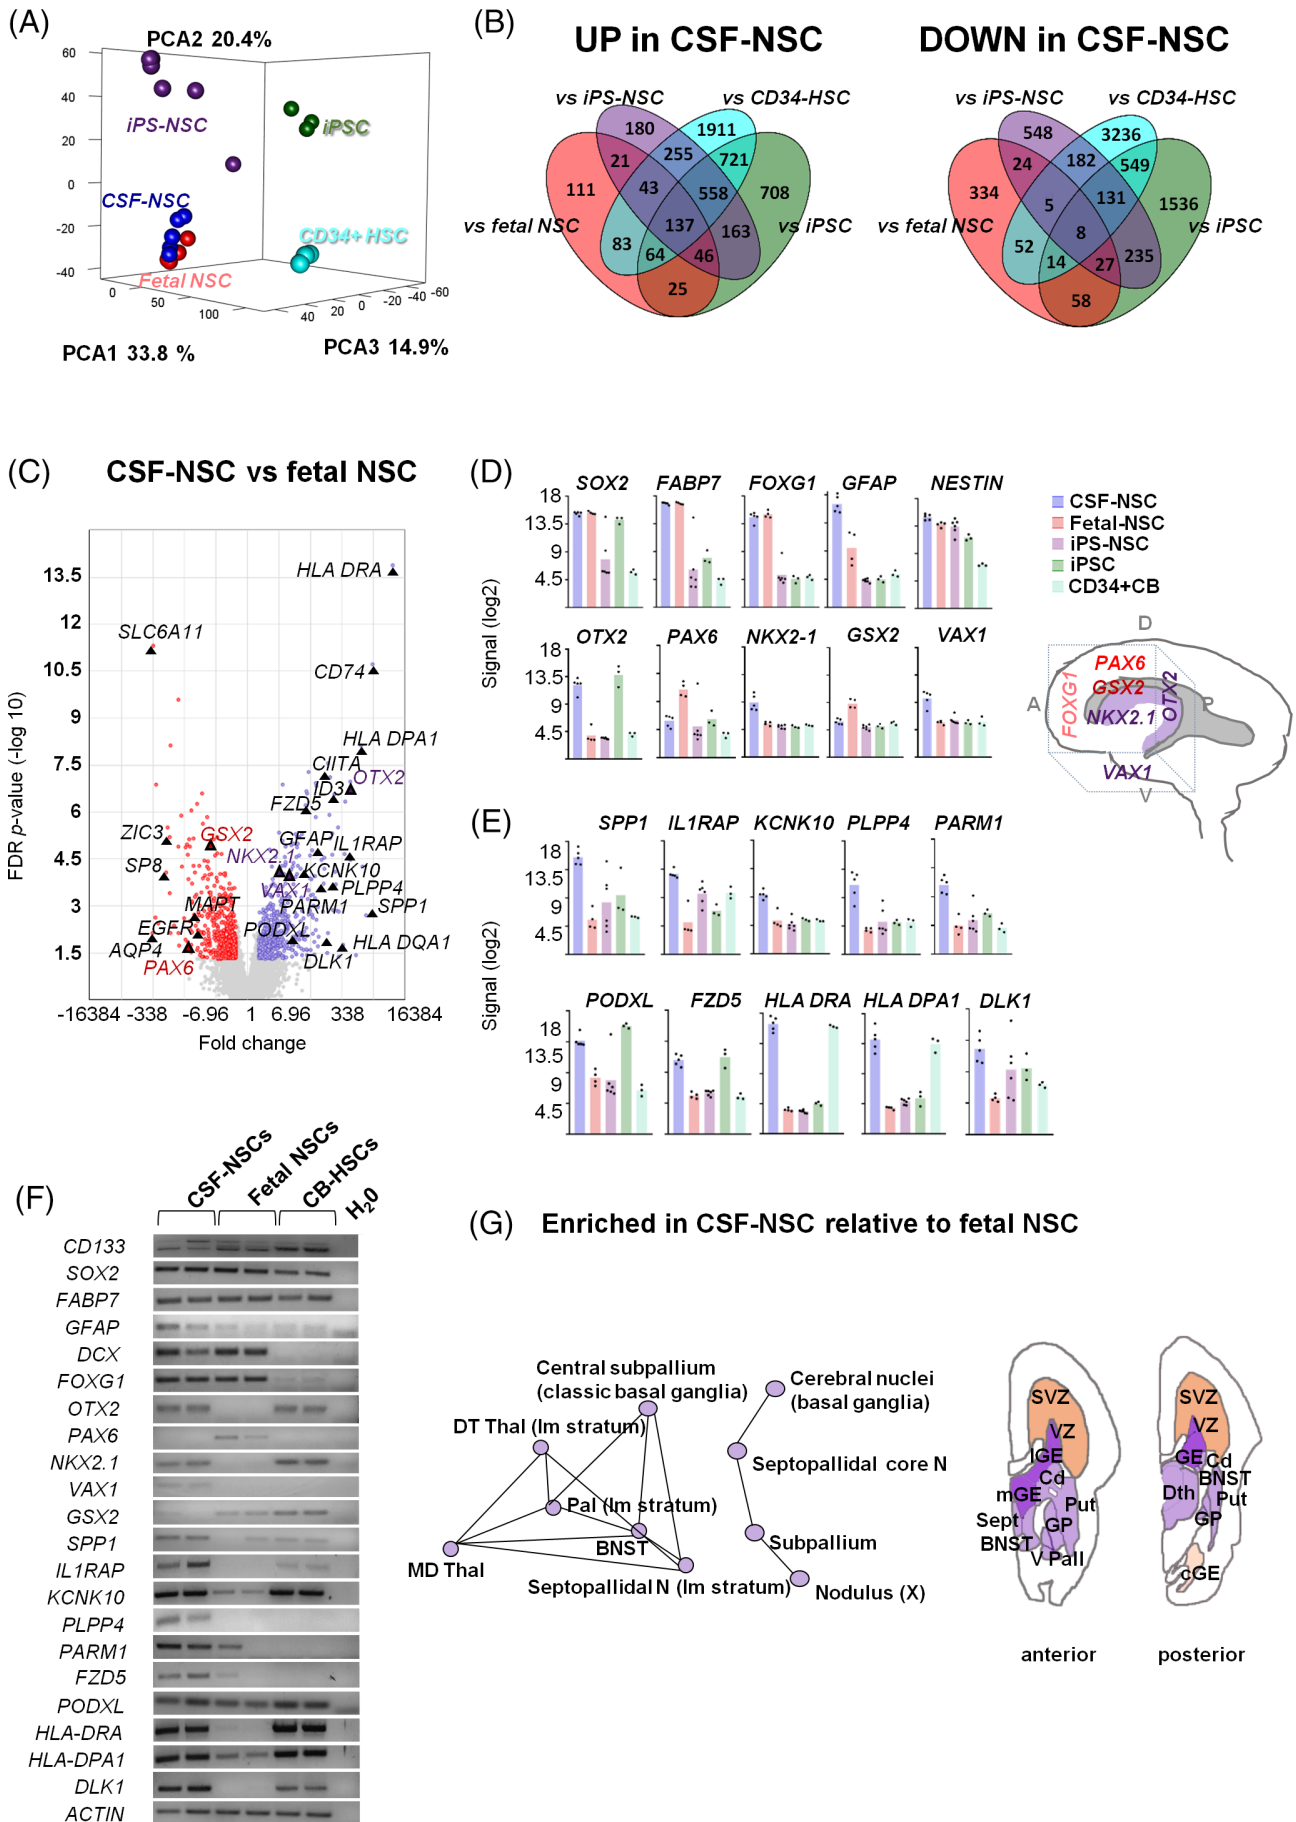 (A)
PCA2 20.4%
60
40
20
0
-20
-40
iPS-NSC
iPSC
CSF-NSC
CD34+ HSC
Fetal NSC
0
50
100
40
20
0
-20
-40
-60
PCA1 33.8 %
PCA3 14.9%
(B)
UP in CSF-NSC
vs iPS-NSC
vs CD34-HSC
vs fetal NSC
vs iPSC
180
1911
21
255
721
111
43
558
708
137
83
163
64
46
25
DOWN in CSF-NSC
vs iPS-NSC
vs CD34-HSC
vs fetal NSC
vs iPSC
548
3236
24
182
549
334
5
131
1536
8
52
235
14
27
58
(C)
CSF-NSC vs fetal NSC
FDR p-value (-log 10)
13.5
12
10.5
9
7.5
6
4.5
3
1.5
HLA DRA
SLC6A11
CD74
HLA DPA1
CIITA
OTX2
ID3
FZD5
ZIC3
GSX2
GFAP
IL1RAP
NKX2.1
SP8
KCNK10
VAX1
PLPP4
MAPT
PARM1
SPP1
EGFR
PODXL
AQP4
HLA DQA1
PAX6
DLK1
-16384
-338
-6.96
1
6.96
338
16384
Fold change
(D)
SOX2
FABP7
FOXG1
GFAP
NESTIN
18
13.5
9
4.5
Signal (log2)
OTX2
PAX6
NKX2-1
GSX2
VAX1
18
13.5
9
4.5
CSF-NSC
Fetal-NSC
iPS-NSC
iPSC
CD34+CB
D
PAX6
GSX2
A
FOXG1
NKX2.1
OTX2
P
VAX1
V
(E)
SPP1
IL1RAP
KCNK10
PLPP4
PARM1
18
13.5
9
4.5
Signal (log2)
PODXL
FZD5
HLA DRA
HLA DPA1
DLK1
18
13.5
9
4.5
(F)
CSF-NSCs
Fetal NSCs
CB-HSCs
H20
CD133
SOX2
FABP7
GFAP
DCX
FOXG1
OTX2
PAX6
NKX2.1
VAX1
GSX2
SPP1
IL1RAP
KCNK10
PLPP4
PARM1
FZD5
PODXL
HLA-DRA
HLA-DPA1
DLK1
ACTIN
(G)
Enriched in CSF-NSC relative to fetal NSC
Central subpallium
(classic basal ganglia)
DT Thal (Im stratum)
Pal (Im stratum)
BNST
MD Thal
Septopallidal N (Im stratum)
Cerebral nuclei
(basal ganglia)
Septopallidal core N
Subpallium
Nodulus (X)
SVZ
VZ
lGE
Cd
mGE
Put
Sept
GP
BNST
V Pall
anterior
SVZ
VZ
GE
Cd
BNST
Dth
Put
GP
cGE
posterior